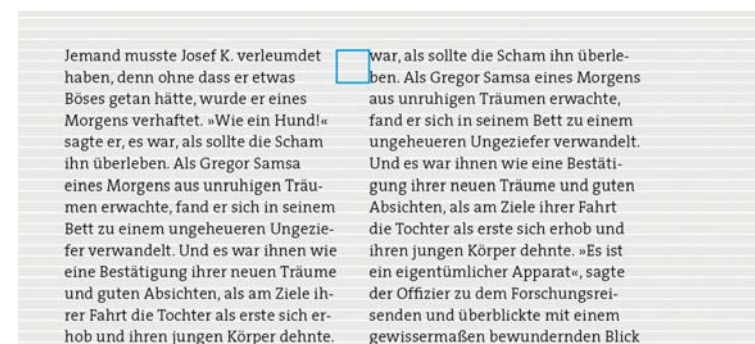 Jemand musste Josef K. verleumdet
haben, denn ohne dass er etwas
Böses getan hätte, wurde er eines
Morgens verhaftet. »Wie ein Hund!«
sagte er, es war, als sollte die Scham
ihn überleben. Als Gregor Samsa
eines Morgens aus unruhigen Träu-
men erwachte, fand er sich in seinem
Bett zu einem ungeheueren Ungezie-
fer verwandelt. Und es war ihnen wie
eine Bestätigung ihrer neuen Träume
und guten Absichten, als am Ziele ih-
rer Fahrt die Tochter als erste sich er-
hob und ihren jungen Körper dehnte.
war, als sollte die Scham ihn überle-
ben. Als Gregor Samsa eines Morgens
aus unruhigen Träumen erwachte,
fand er sich in seinem Bett zu einem
ungeheueren Ungeziefer verwandelt.
Und es war ihnen wie eine Bestäti-
gung ihrer neuen Träume und guten
Absichten, als am Ziele ihrer Fahrt
die Tochter als erste sich erhob und
ihren jungen Körper dehnte. »Es ist
ein eigentümlicher Apparat«, sagte
der Offizier zu dem Forschungsrei-
senden und überblickte mit einem
gewissermaßen bewundernden Blick